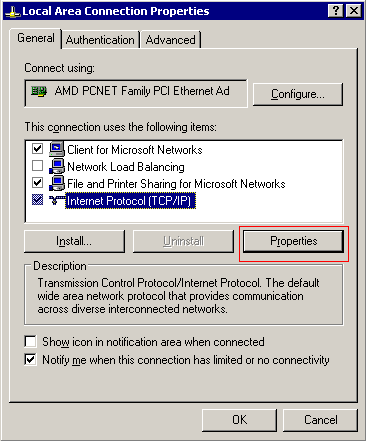 Local Area Connection Properties
General Authentication Advanced
Connect using:
AMD PCNET Family PCI Ethernet Ad
Configure...
This connection uses the following items:
Client for Microsoft Networks
Network Load Balancing
File and Printer Sharing for Microsoft Networks
Internet Protocol (TCP/IP)
Install... Uninstall Properties
Description
Transmission Control Protocol/Internet Protocol. The default
wide area network protocol that provides communication
across diverse interconnected networks.
Show icon in notification area when connected
Notify me when this connection has limited or no connectivity
OK Cancel